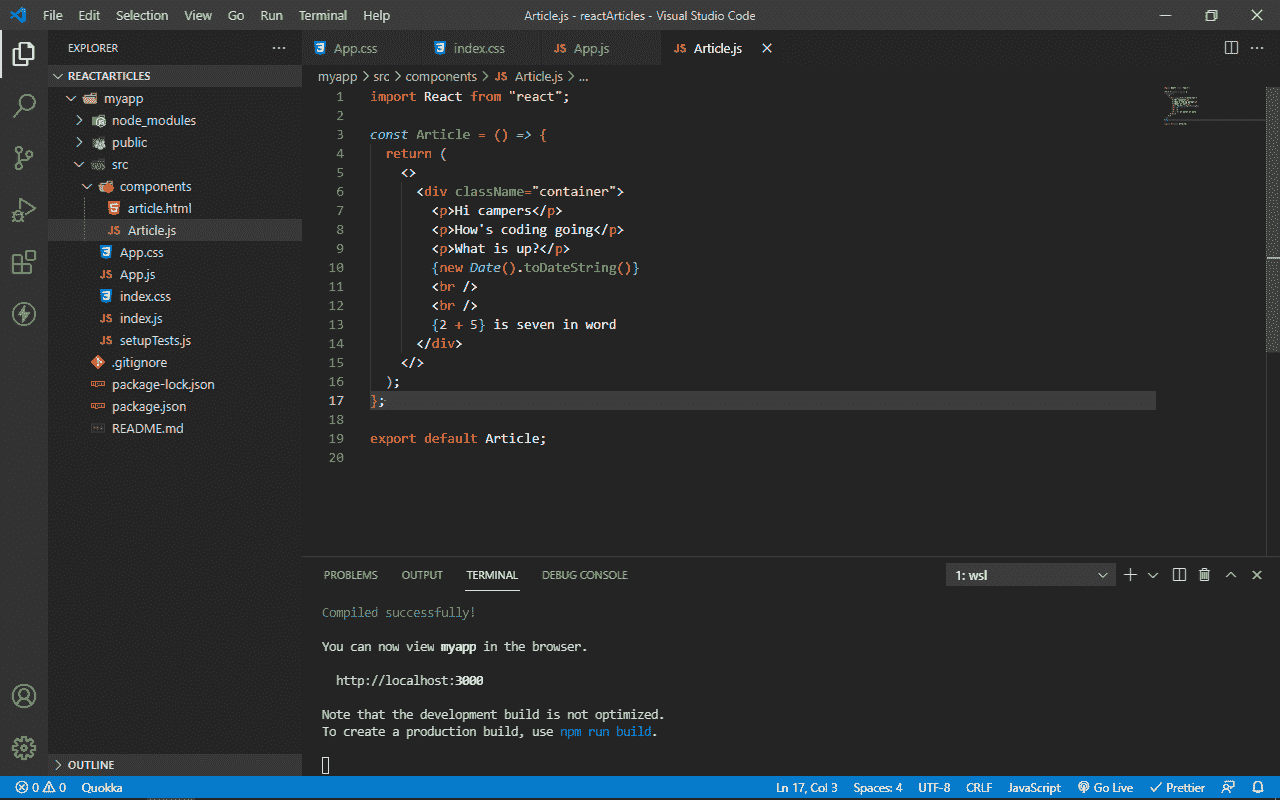 File Edit Selection View Go Run Terminal Help Article.js - reactArticles - Visual Studio Code
EXPLORER
REACTARTICLES
myapp
node_modules
public
src
components
article.html
JS Article.js
App.css
JS App.js
index.css
JS index.js
JS setupTests.js
.gitignore
package-lock.json
package.json
README.md
OUTLINE
App.css index.css JS App.js JS Article.js
myapp > src > components > JS Article.js > ...
1 import React from "react";
2
3 const Article = () => {
4 return (
5 <>
6 <div className="container">
7 <p>Hi campers</p>
8 <p>How's coding going</p>
9 <p>What is up?</p>
10 {new Date().toDateString()}
11 <br />
12 <br />
13 {2 + 5} is seven in word
14 </div>
15 </>
16 );
17 };
18
19 export default Article;
20
PROBLEMS OUTPUT TERMINAL DEBUG CONSOLE 1: wsl
Compiled successfully!
You can now view myapp in the browser.
http://localhost:3000
Note that the development build is not optimized.
To create a production build, use npm run build.
0 0 Quokka Ln 17, Col 3 Spaces: 4 UTF-8 CRLF JavaScript Go Live Prettier